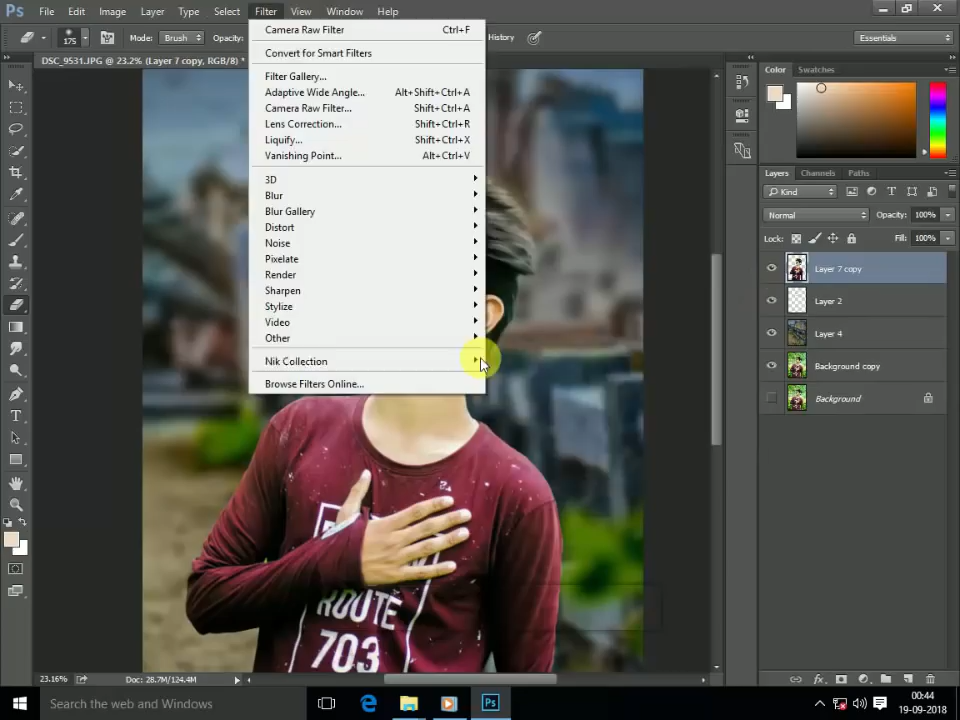 Ps File Edit Image Layer Type Select Filter View Window Help
175 Mode: Brush Opacity: History Essentials
DSC_9531.JPG @ 23.2% (Layer 7 copy, RGB/8) *
Camera Raw Filter Ctrl+F
Convert for Smart Filters
Filter Gallery...
Adaptive Wide Angle... Alt+Shift+Ctrl+A
Camera Raw Filter... Shift+Ctrl+A
Lens Correction... Shift+Ctrl+R
Liquify... Shift+Ctrl+X
Vanishing Point... Alt+Ctrl+V
3D
Blur
Blur Gallery
Distort
Noise
Pixelate
Render
Sharpen
Stylize
Video
Other
Nik Collection
Browse Filters Online...
Color Swatches
Layers Channels Paths
Kind
Normal Opacity: 100%
Lock: Fill: 100%
Layer 7 copy
Layer 2
Layer 4
Background copy
Background
ROUTE
703
23.16% Doc: 28.7M/124.4M
Search the web and Windows
Ps
00:44
19-09-2018